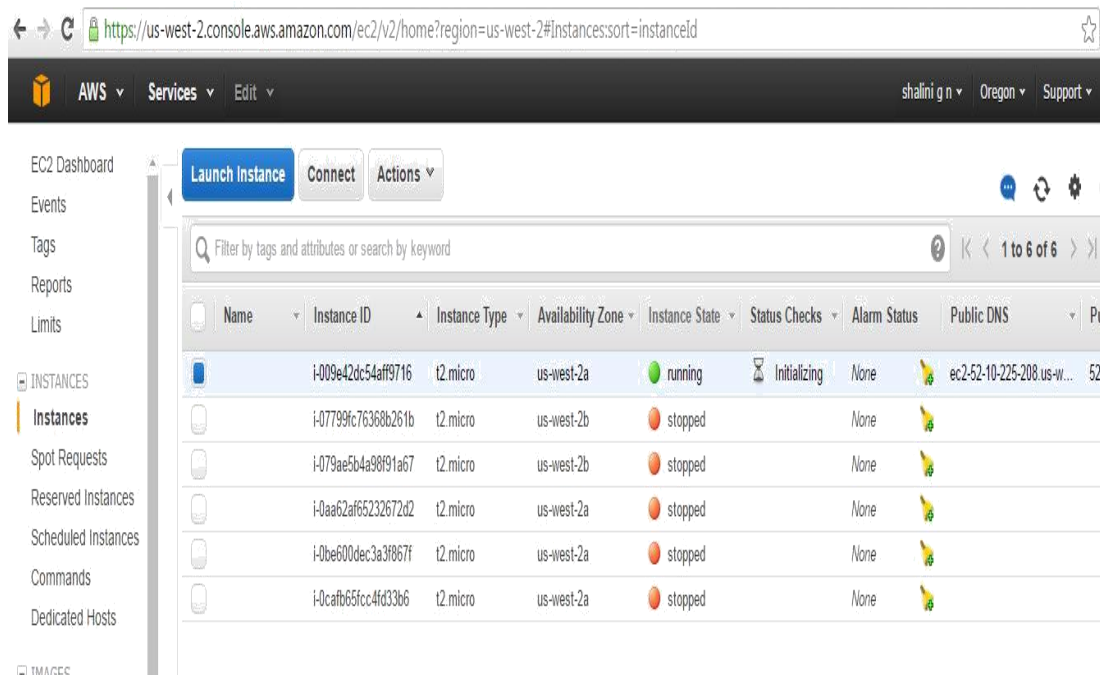 https://us-west-2.console.aws.amazon.com/ec2/v2/home?region=us-west-2#Instances:sort=instanceId
AWS Services Edit shalini g n Oregon Support
EC2 Dashboard
Events
Tags
Reports
Limits
INSTANCES
Instances
Spot Requests
Reserved Instances
Scheduled Instances
Commands
Dedicated Hosts
IMAGES
Launch Instance Connect Actions
Filter by tags and attributes or search by keyword 1 to 6 of 6
Name Instance ID Instance Type Availability Zone Instance State Status Checks Alarm Status Public DNS Pu
i-009e42dc54aff9716 t2.micro us-west-2a running Initializing None ec2-52-10-225-208.us-w... 52
i-07799fc76368b261b t2.micro us-west-2b stopped None
i-079ae5b4a98f91a67 t2.micro us-west-2b stopped None
i-0aa62af65232672d2 t2.micro us-west-2a stopped None
i-0be600dec3a3f867f t2.micro us-west-2a stopped None
i-0cafb65fcc4fd33b6 t2.micro us-west-2a stopped None